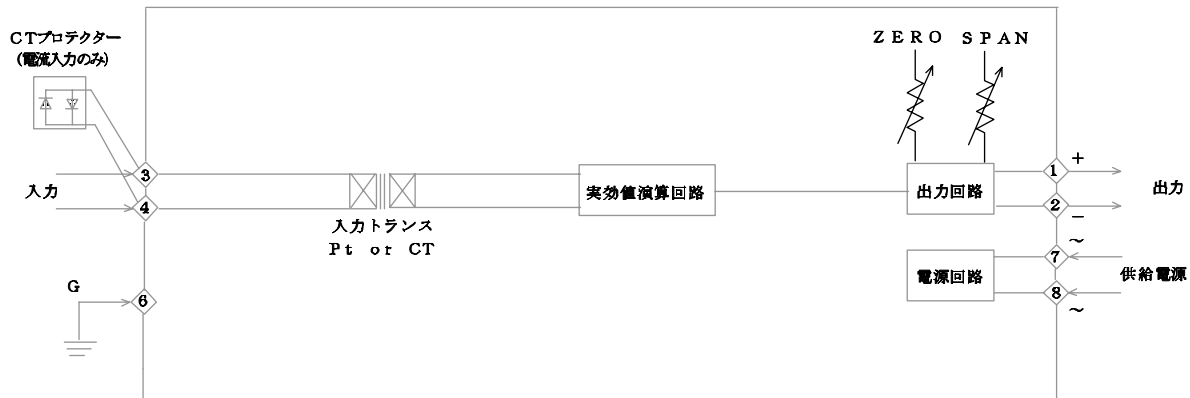 CTプロテクター
(電流入力のみ)
ZERO SPAN
3
入力
4
入力トランス
Pt or CT
実効値演算回路
出力回路
1
+
2
−
出力
G
6
電源回路
~
7
供給電源
8
~